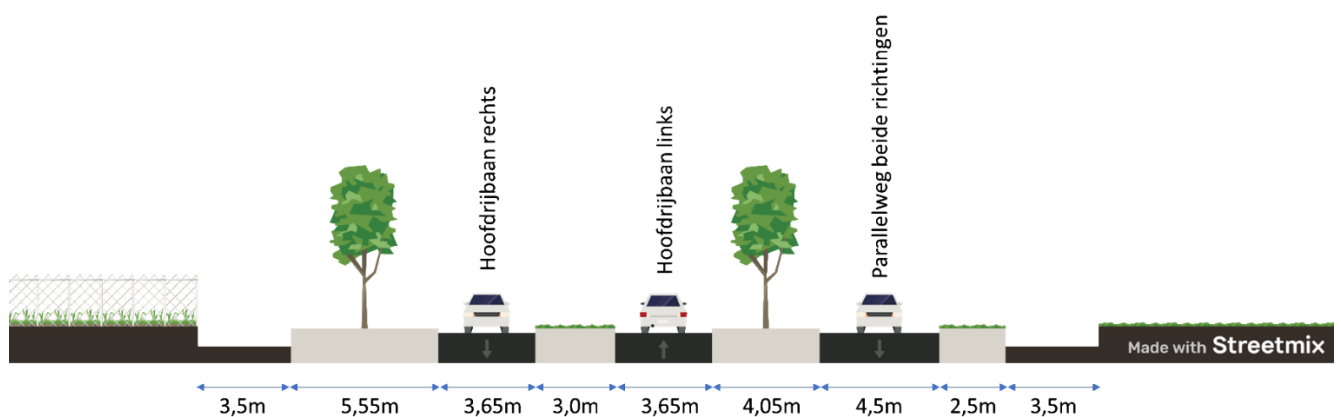 Hoofdrijbaan rechts
Hoofdrijbaan links
Parallelweg beide richtingen
Made with Streetmix
3,5m
5,55m
3,65m
3,0m
3,65m
4,05m
4,5m
2,5m
3,5m